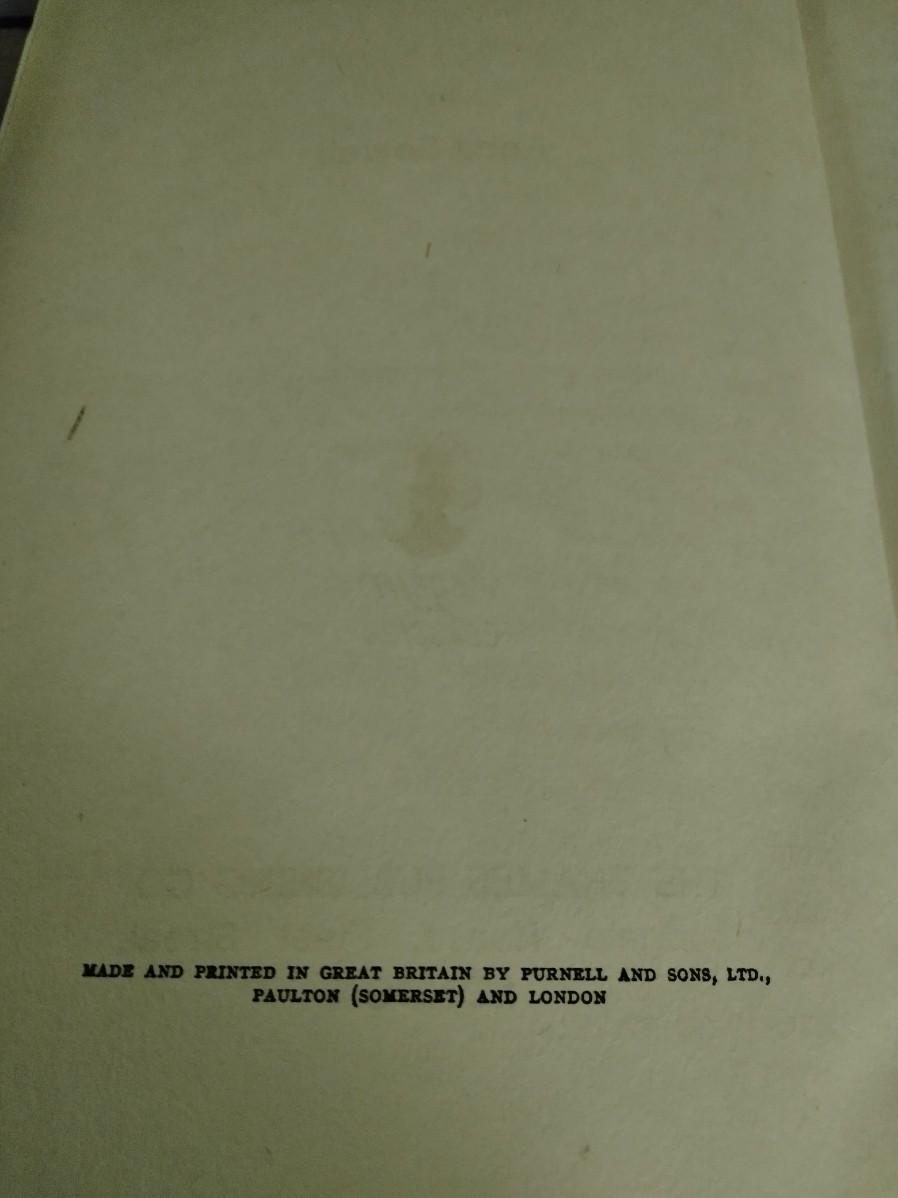 MADE AND PRINTED IN GREAT BRITAIN BY PURNELL AND SONS, LTD.,
PAULTON (SOMERSET) AND LONDON